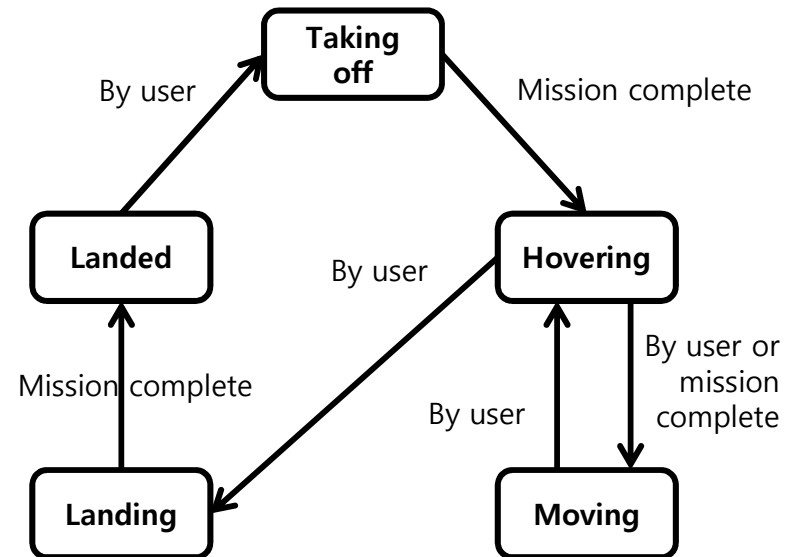 Taking
off
By user
Mission complete
Landed
Hovering
By user
By user or
mission
complete
Mission complete
By user
Landing
Moving